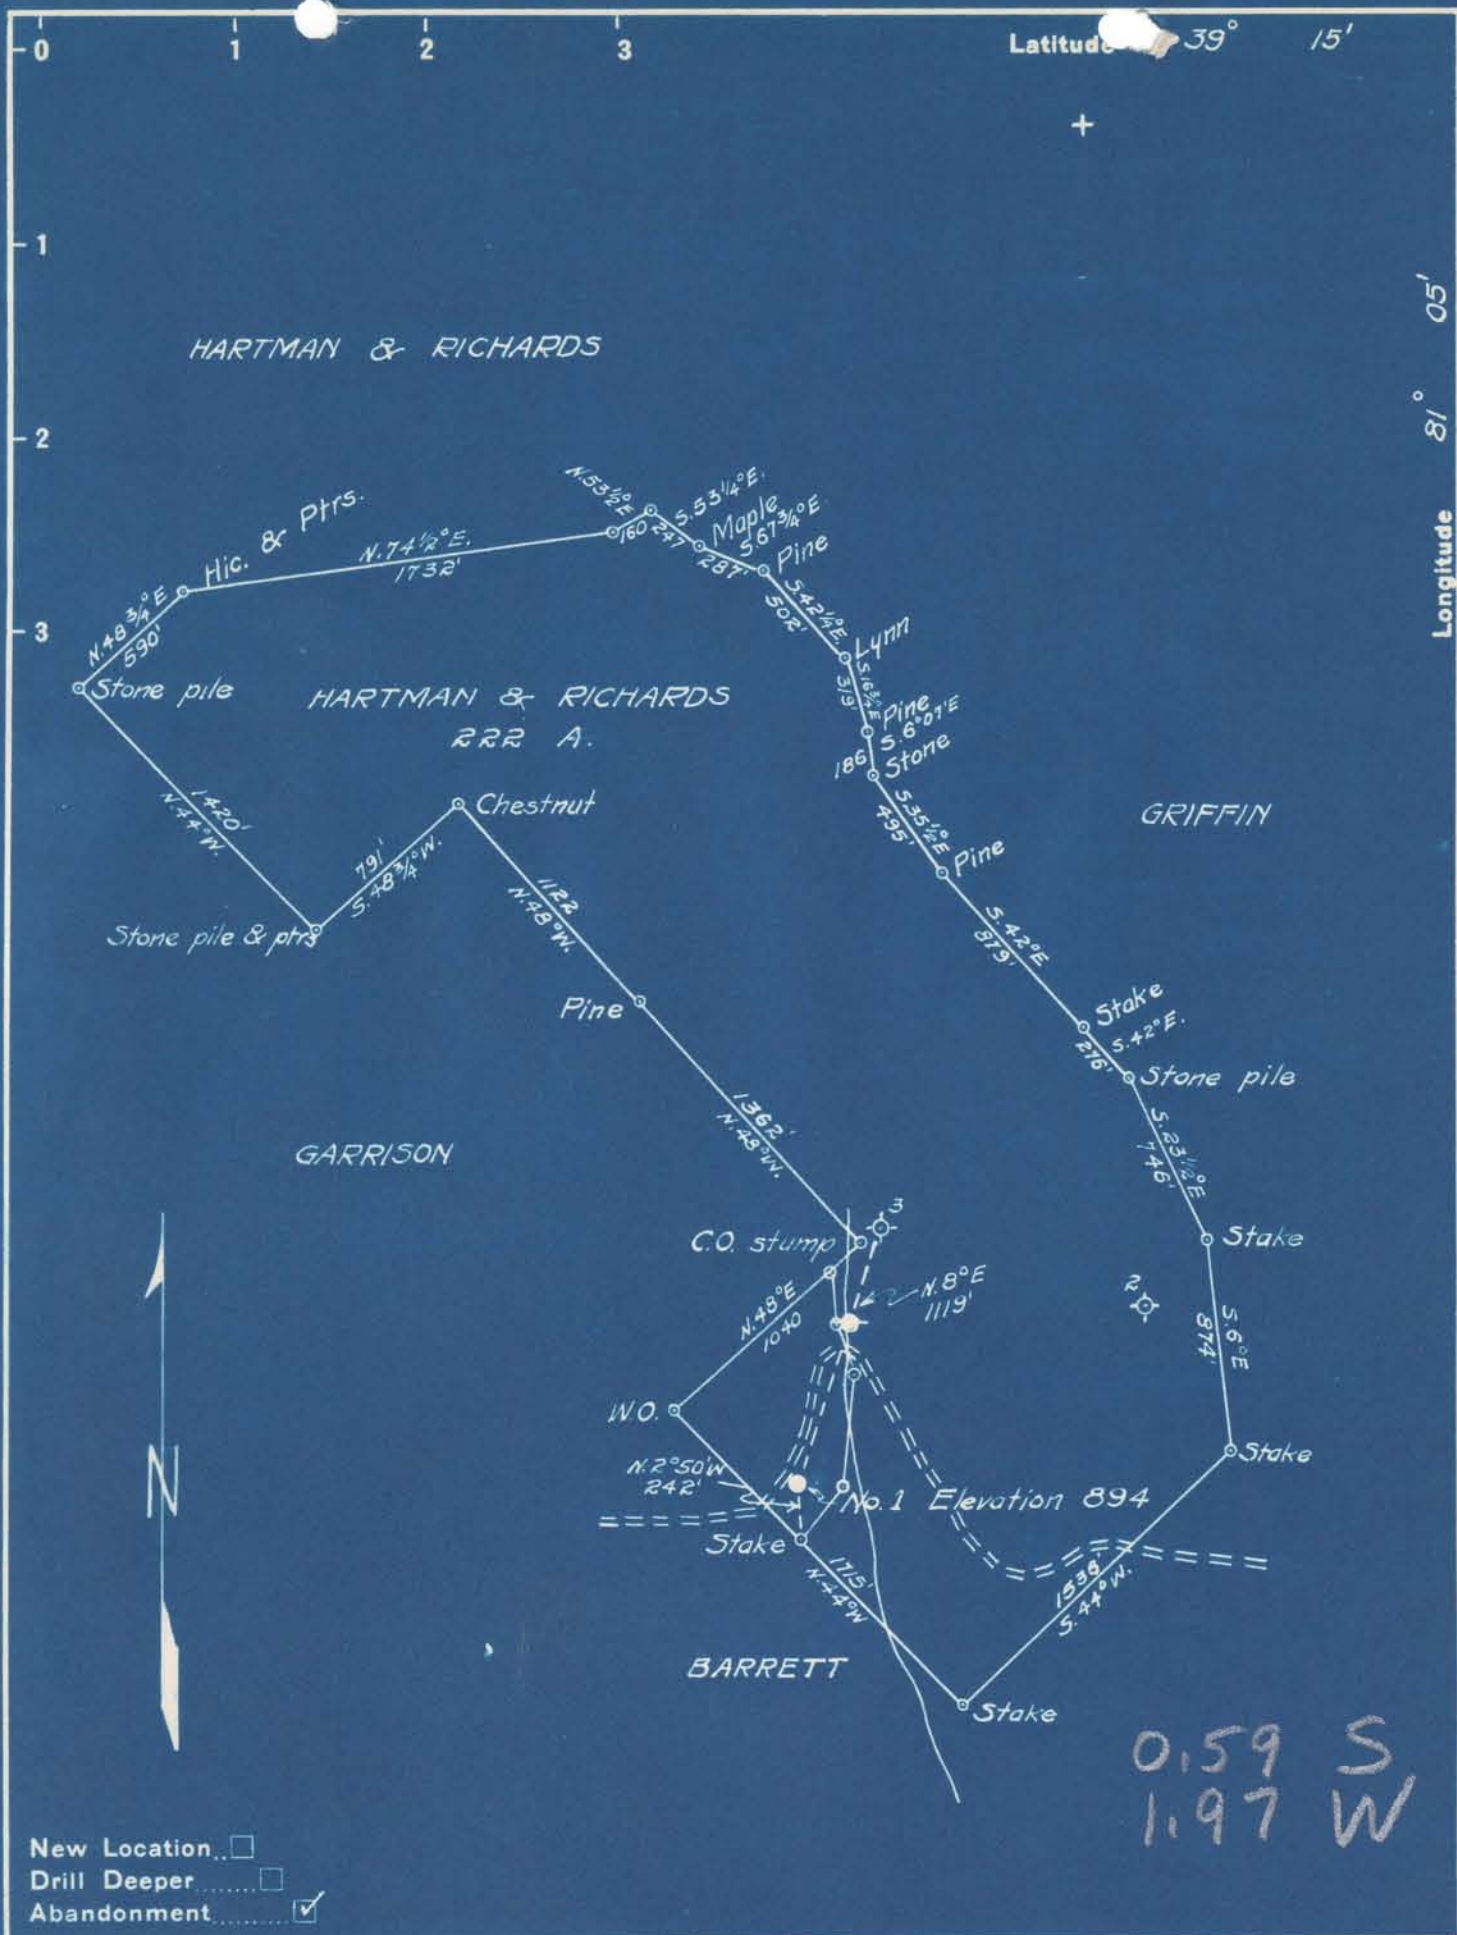 0 1 2 3 Latitude 39° 15'
1
2
3
Longitude 81° 05'
HARTMAN & RICHARDS
N.53½°E
160
S.53¼°E.
247
Maple
S.67¾°E
287'
Pine
Hic. & Ptrs.
N.74½°E.
1732'
S.42¼°E.
502'
Lynn
N.48¾°E
590'
Stone pile
HARTMAN & RICHARDS
222 A.
S.16¾°E
319
Pine
S.6°07'E
186
Stone
S.35½°E
495'
Pine
GRIFFIN
1420'
N.44°W.
Chestnut
791'
S.48¾°W.
Stone pile & ptrs
1122
N.48°W.
Pine
S.42°E
879'
Stake
S.42°E.
276'
Stone pile
1362'
N.48°W.
S.23½°E
746'
GARRISON
C.O. stump
3
Stake
N.8°E
1119'
2
N.48°E
1040
S.6°E
874'
W.O.
Stake
N.2°50'W
242'
No.1 Elevation 894
Stake
1715'
N.44°W
1536'
S.44°W.
N
BARRETT
Stake
0.59 S
1.97 W
New Location..
Drill Deeper........
Abandonment.........